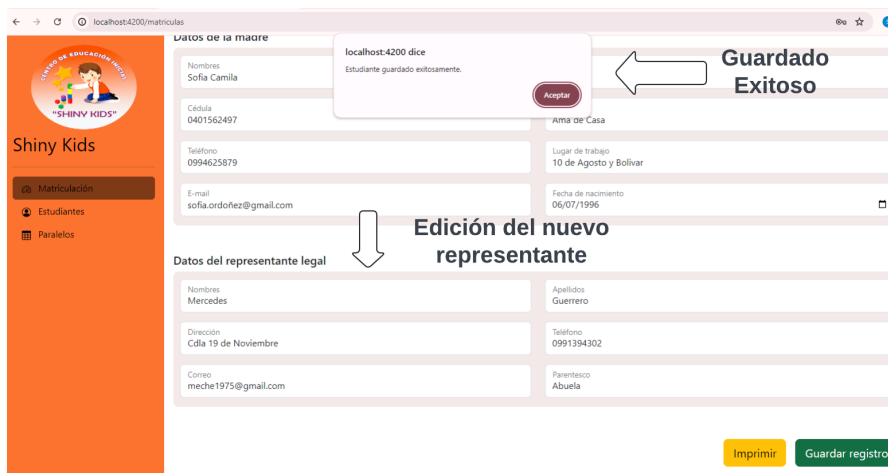 localhost:4200/matriculas
CENTRO DE EDUCACIÓN INICIAL
"SHINY KIDS"
Shiny Kids
Matriculación
Estudiantes
Paralelos
Datos de la madre
localhost:4200 dice
Estudiante guardado exitosamente.
Aceptar
Guardado
Exitoso
Nombres
Sofia Camila
Cédula
0401562497
Ama de Casa
Teléfono
0994625879
Lugar de trabajo
10 de Agosto y Bolivar
E-mail
sofia.ordoñez@gmail.com
Fecha de nacimiento
06/07/1996
Edición del nuevo
representante
Datos del representante legal
Nombres
Mercedes
Apellidos
Guerrero
Dirección
Cdla 19 de Noviembre
Teléfono
0991394302
Correo
meche1975@gmail.com
Parentesco
Abuela
Imprimir
Guardar registro